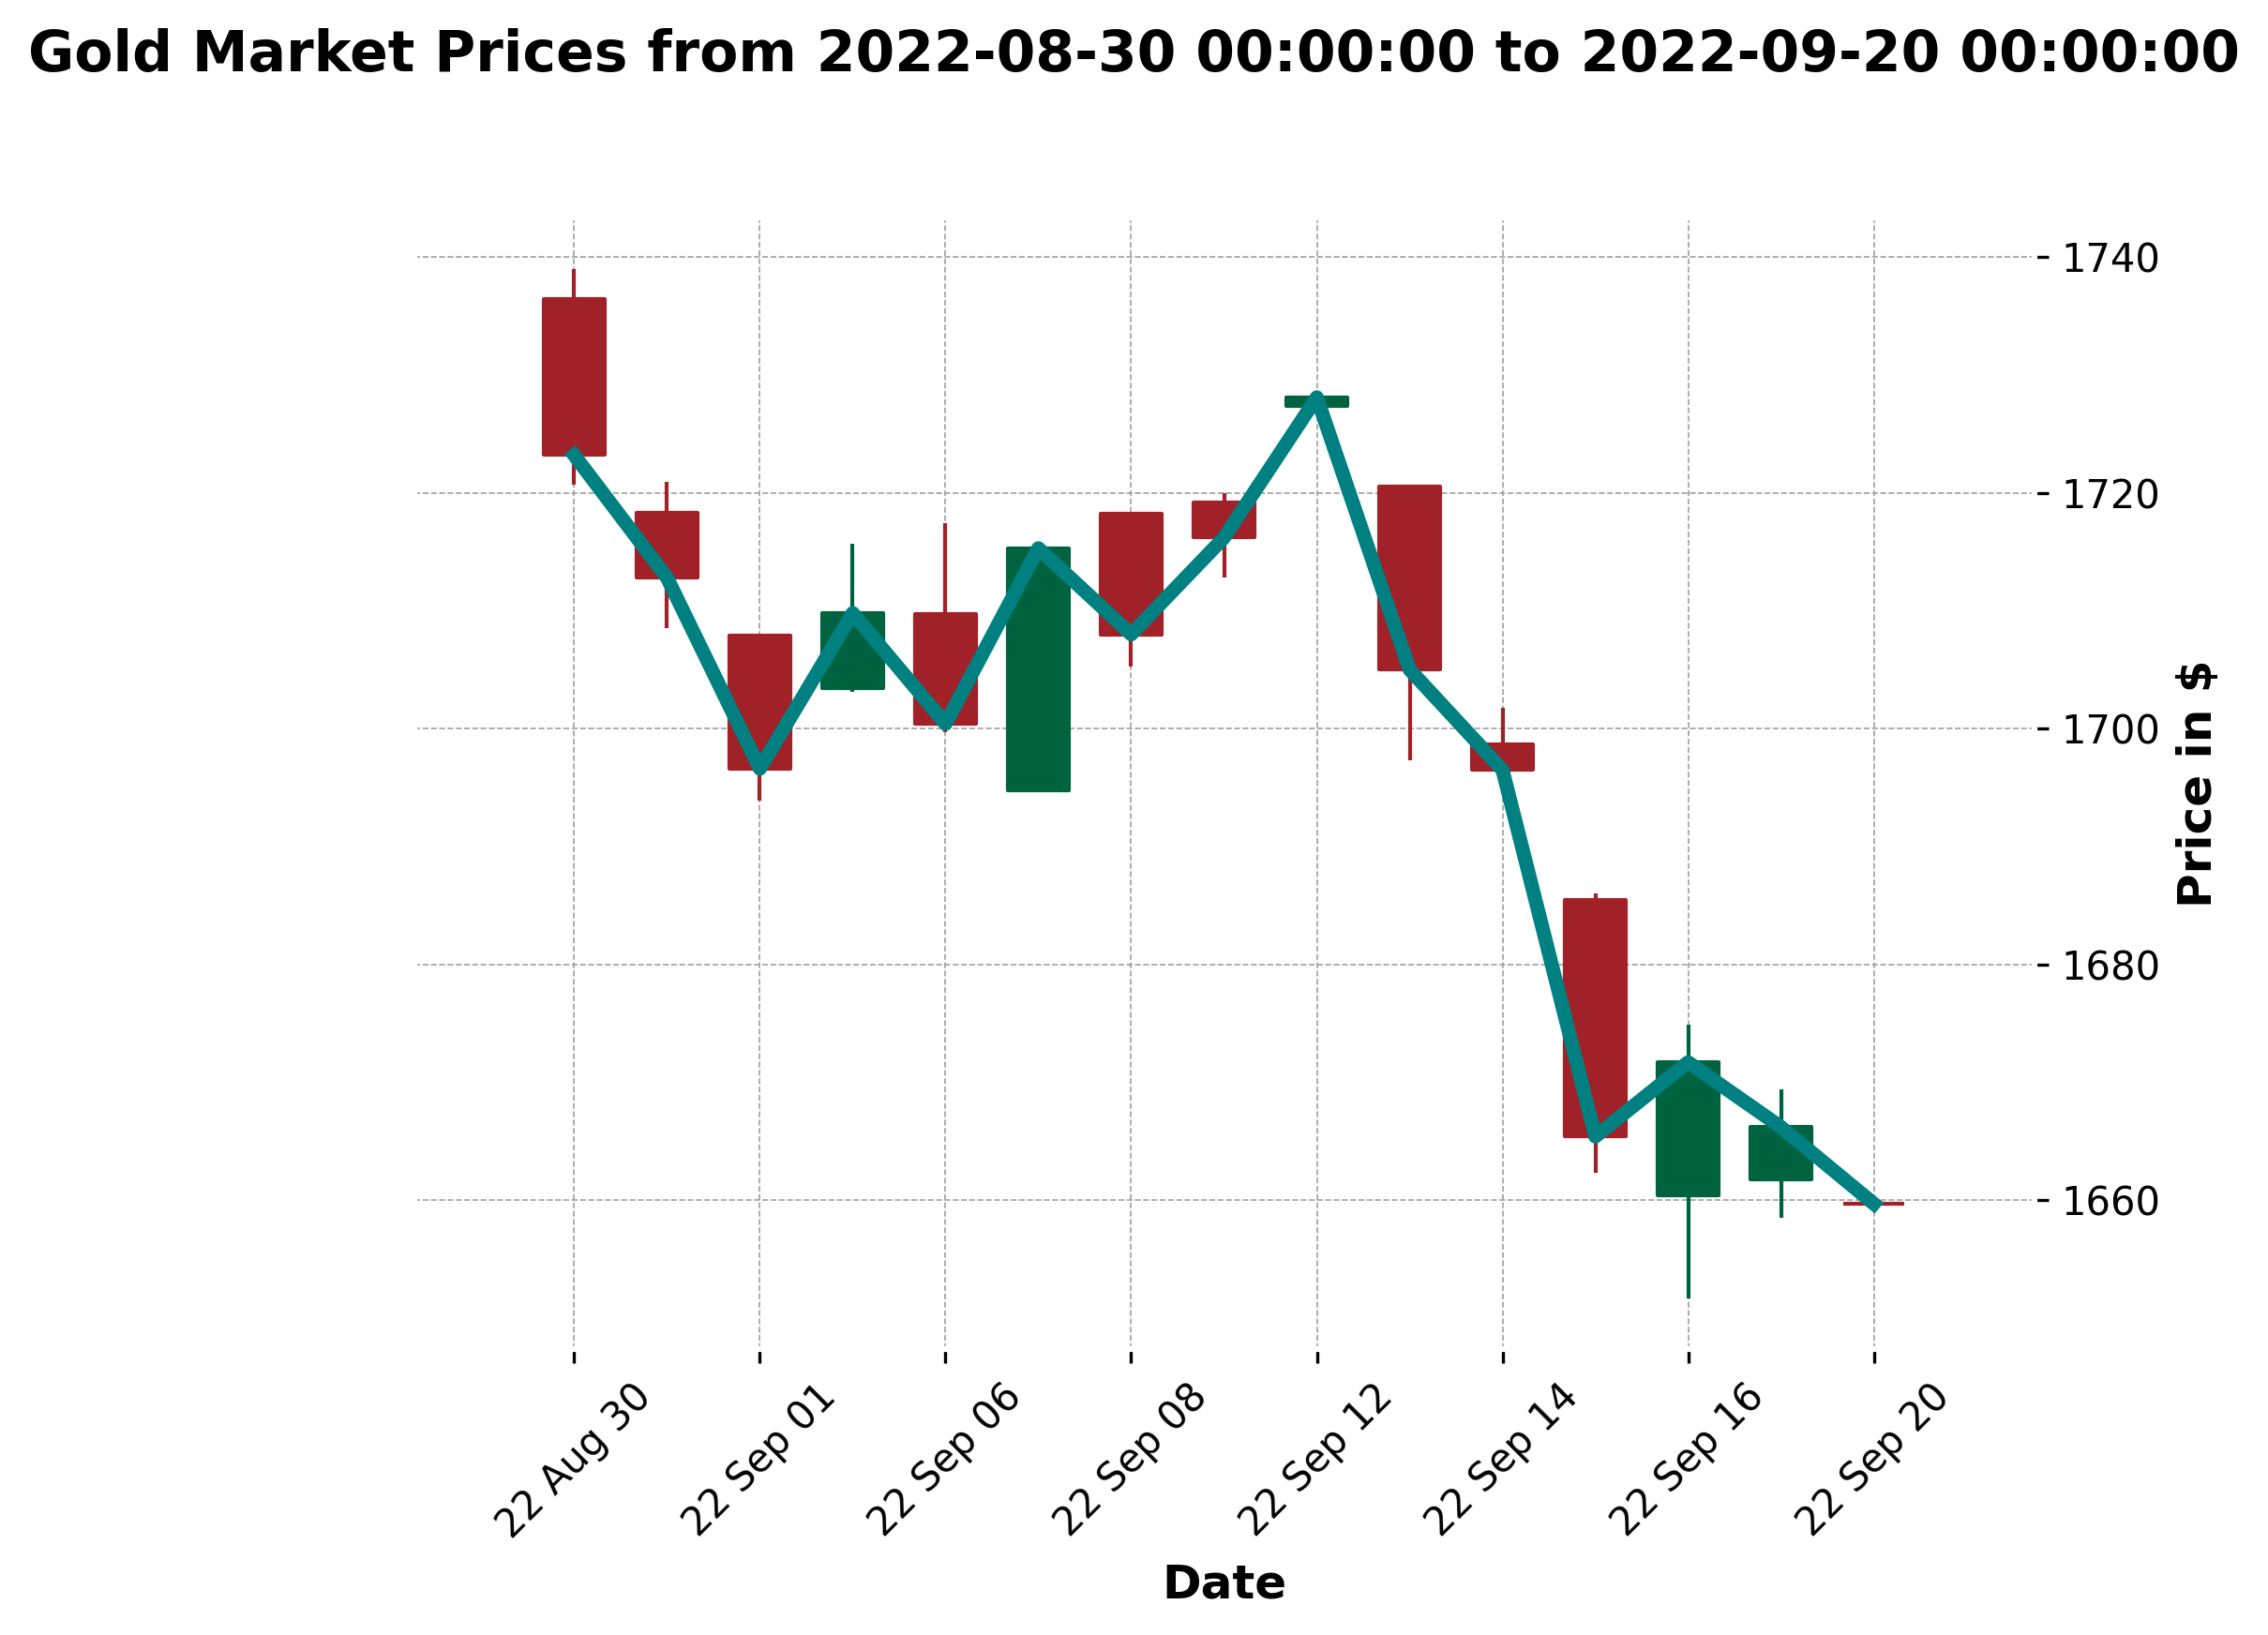 Gold Market Prices from 2022-08-30 00:00:00 to 2022-09-20 00:00:00
1740
1720
1700
1680
1660
Price in $
22 Aug 30
22 Sep 01
22 Sep 06
22 Sep 08
22 Sep 12
22 Sep 14
22 Sep 16
22 Sep 20
Date